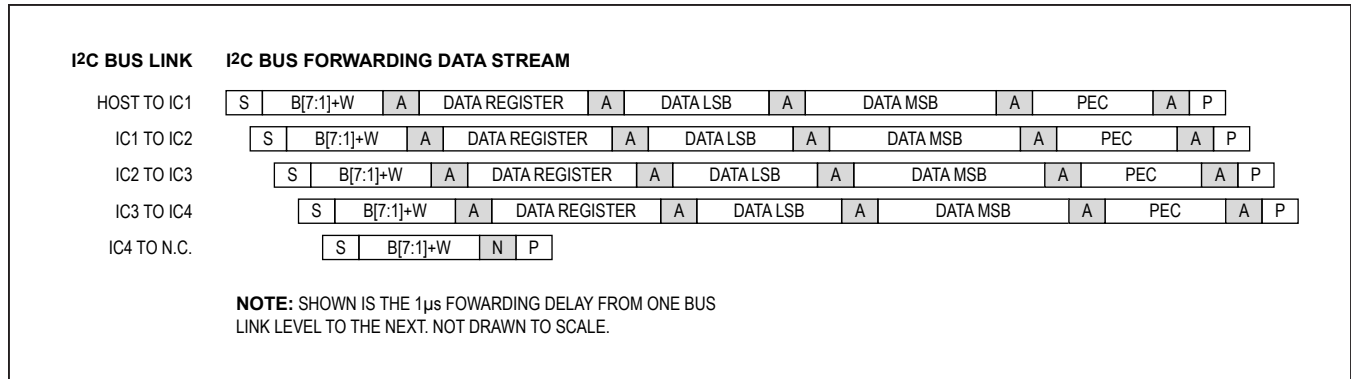 I2C BUS LINK I2C BUS FORWARDING DATA STREAM
HOST TO IC1 S B[7:1]+W A DATA REGISTER A DATA LSB A DATA MSB A PEC A P
IC1 TO IC2 S B[7:1]+W A DATA REGISTER A DATA LSB A DATA MSB A PEC A P
IC2 TO IC3 S B[7:1]+W A DATA REGISTER A DATA LSB A DATA MSB A PEC A P
IC3 TO IC4 S B[7:1]+W A DATA REGISTER A DATA LSB A DATA MSB A PEC A P
IC4 TO N.C. S B[7:1]+W N P
NOTE: SHOWN IS THE 1µs FOWARDING DELAY FROM ONE BUS
LINK LEVEL TO THE NEXT. NOT DRAWN TO SCALE.